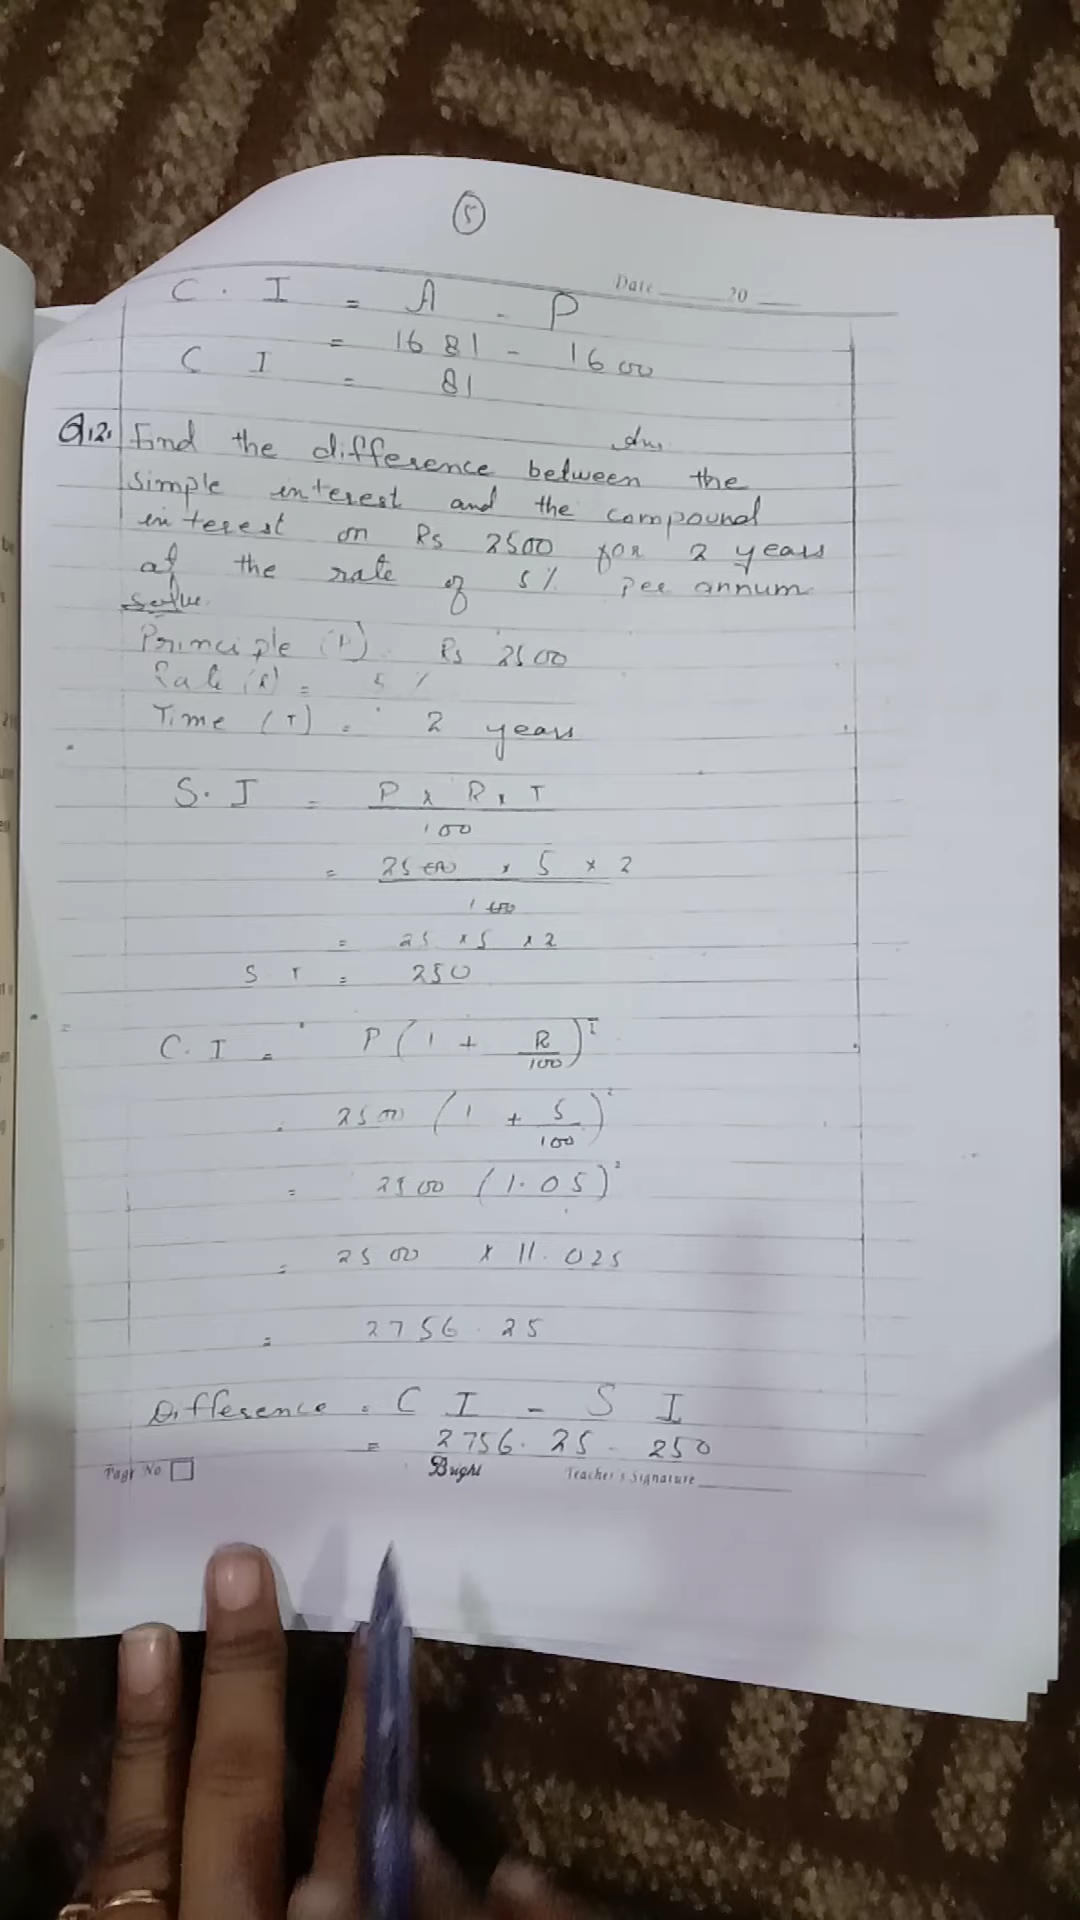 5
Date 20
C. I = A - P
= 1681 - 1600
C I = 81
Ans.
Q.12. Find the difference between the
simple interest and the compound
interest on Rs 2500 for 2 years
at the rate of 5% per annum
Solve.
Principle (P). Rs 2500
Rate (R) = 5 %
Time (T) = 2 years
S. I = P x R x T
100
= 2500 x 5 x 2
100
= 25 x 5 x 2
S I = 250
C. I = P ( 1 + R/100 )^T
= 2500 ( 1 + 5/100 )^2
= 2500 (1.05)^2
= 2500 x 11.025
= 2756.25
Difference = C I - S I
= 2756.25 - 250
Page No Bright Teacher's Signature